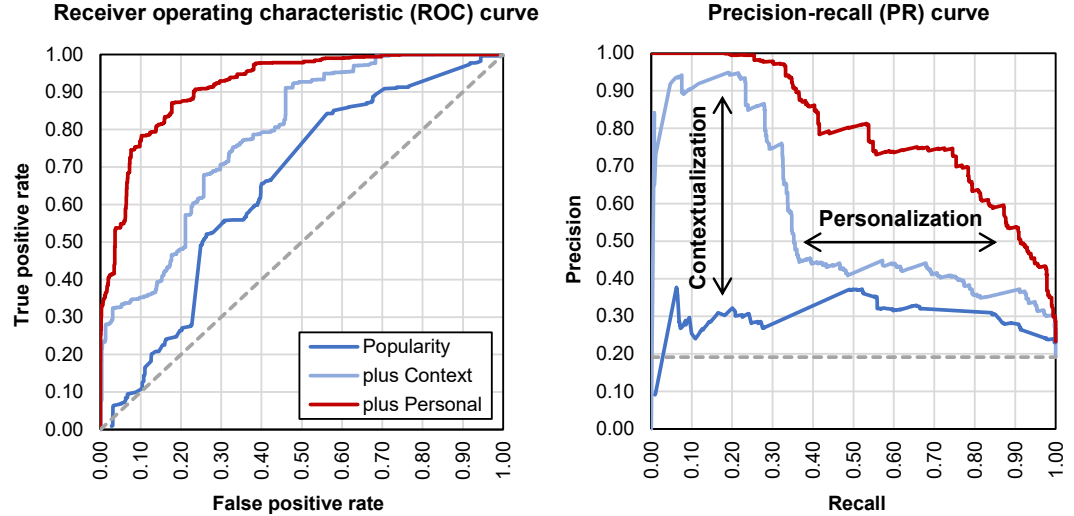 Receiver operating characteristic (ROC) curve
1.00
0.90
0.80
0.70
0.60
0.50
0.40
0.30
0.20
0.10
0.00
True positive rate
Popularity
plus Context
plus Personal
0.00 0.10 0.20 0.30 0.40 0.50 0.60 0.70 0.80 0.90 1.00
False positive rate
Precision-recall (PR) curve
1.00
0.90
0.80
0.70
0.60
0.50
0.40
0.30
0.20
0.10
0.00
Precision
Contextualization
Personalization
0.00 0.10 0.20 0.30 0.40 0.50 0.60 0.70 0.80 0.90 1.00
Recall